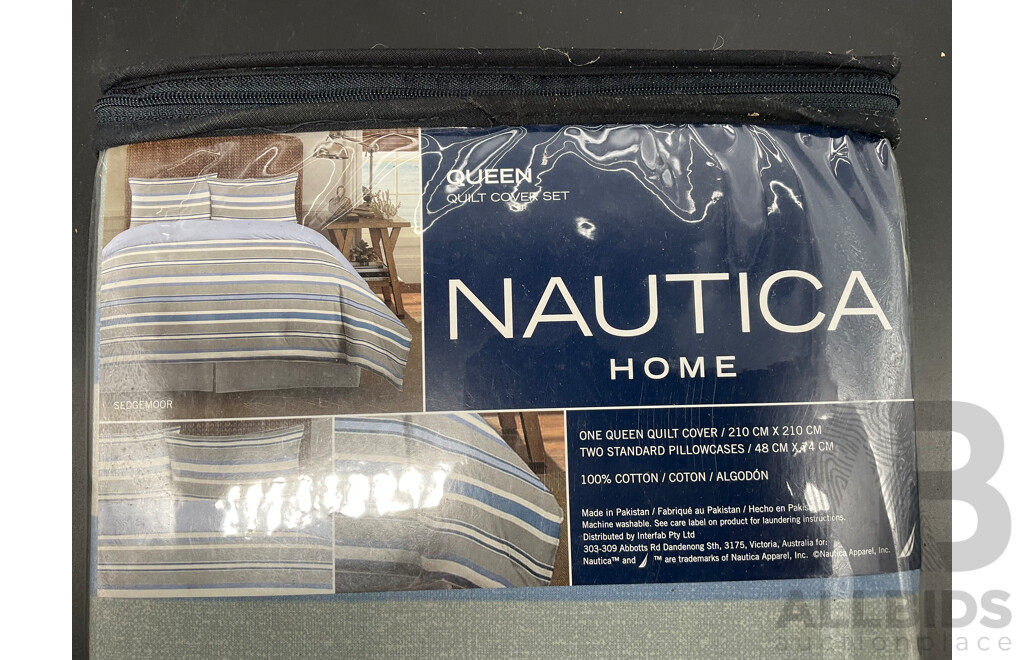 QUEEN
QUILT COVER SET
NAUTICA
HOME
SEDGEMOOR
ONE QUEEN QUILT COVER / 210 CM X 210 CM
TWO STANDARD PILLOWCASES / 48 CM X 74 CM
100% COTTON / COTON / ALGODÓN
Made in Pakistan / Fabriqué au Pakistan / Hecho en Pakistán
Machine washable. See care label on product for laundering instructions.
Distributed by Interfab Pty Ltd
303-309 Abbotts Rd Dandenong Sth, 3175, Victoria, Australia for:
Nautica™ and ™ are trademarks of Nautica Apparel, Inc. ©Nautica Apparel, Inc.
AB
ALLBIDS
auctionplace